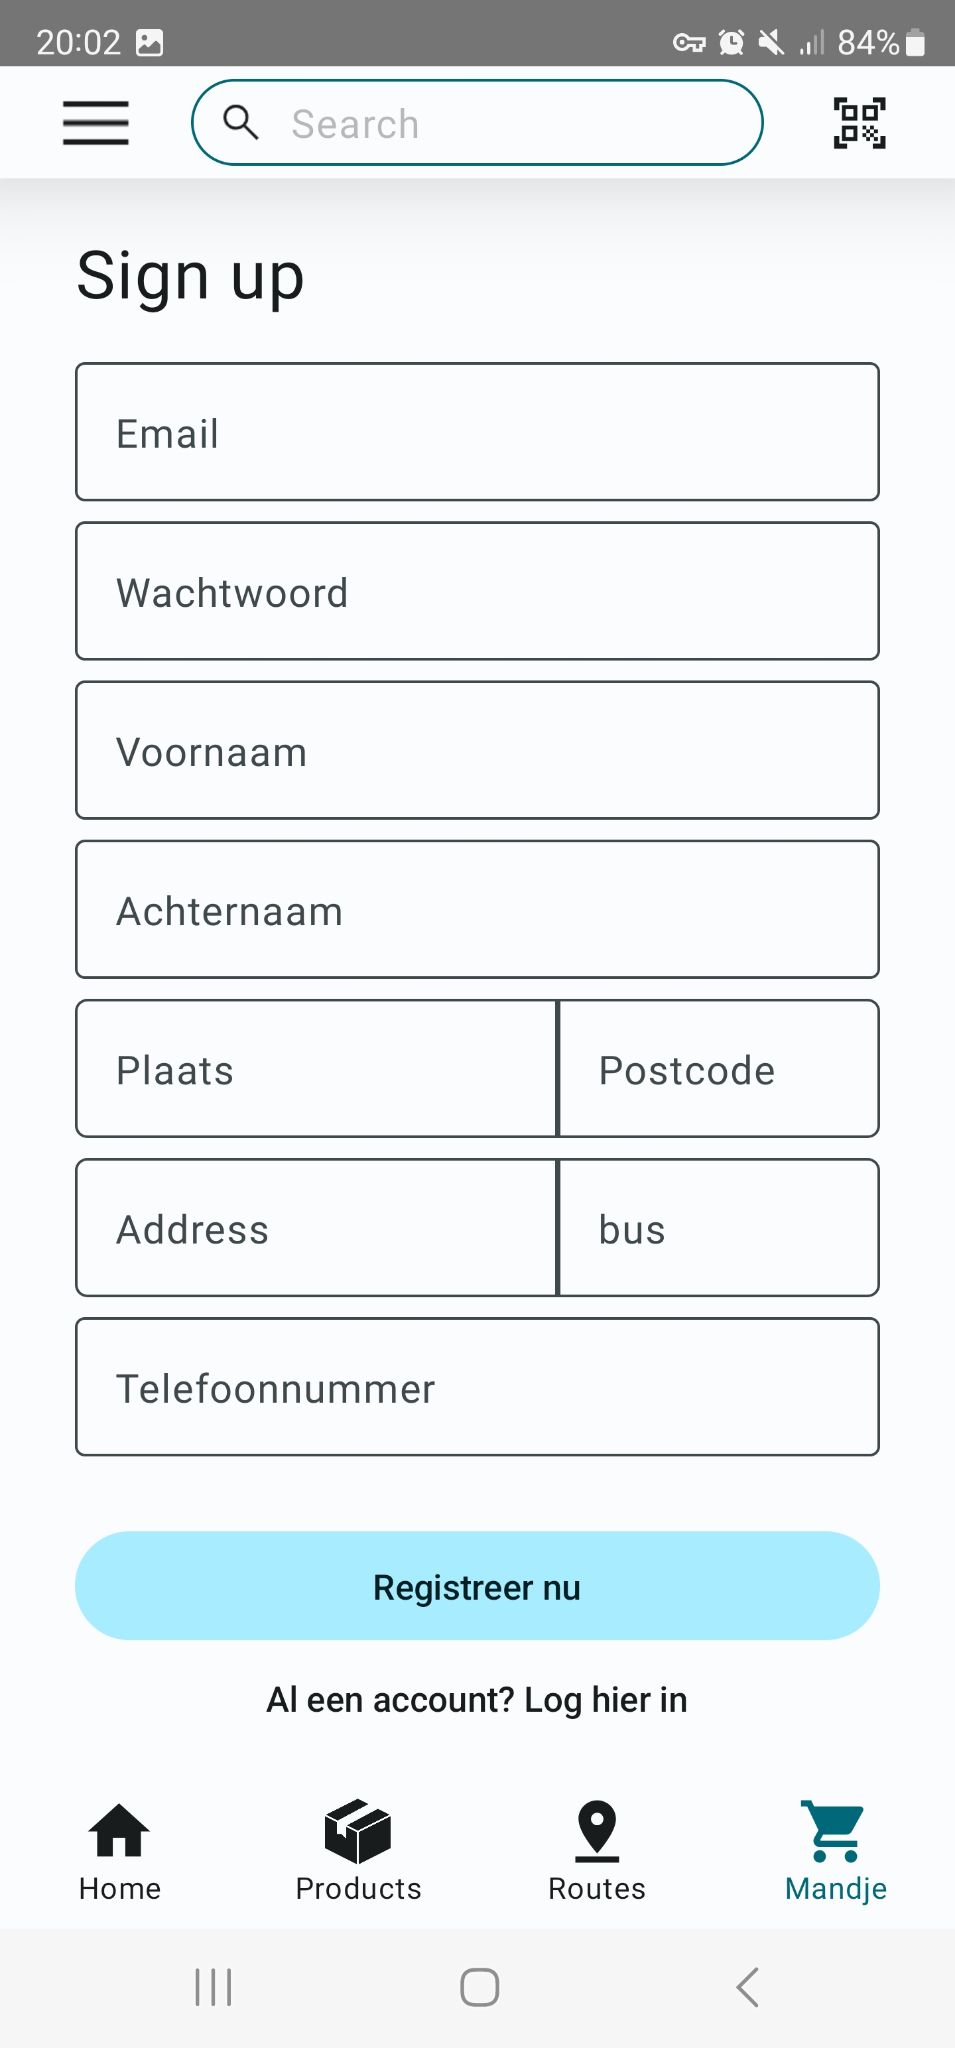 20:02 84%
Search
Sign up
Email
Wachtwoord
Voornaam
Achternaam
Plaats Postcode
Address bus
Telefoonnummer
Registreer nu
Al een account? Log hier in
Home Products Routes Mandje